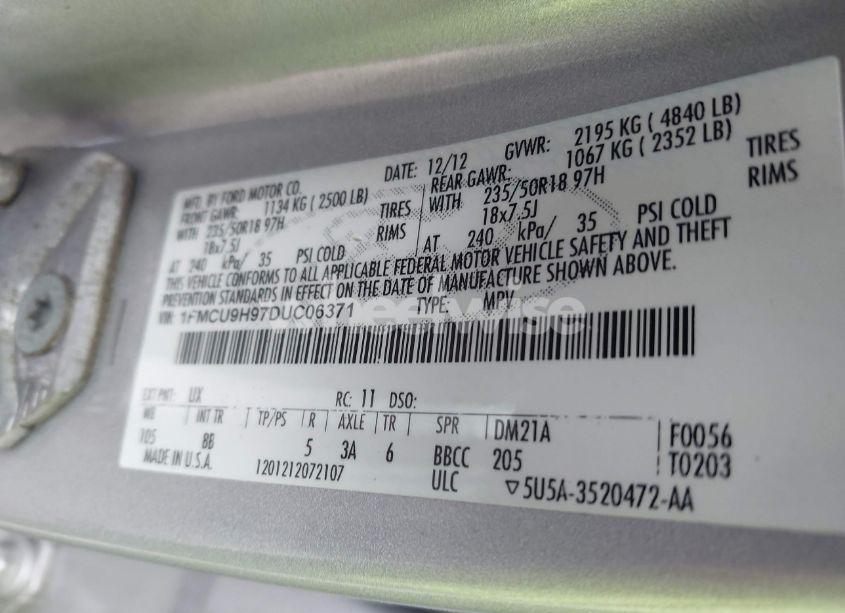 MFG. BY FORD MOTOR CO. DATE: 12/12 GVWR: 2195 KG ( 4840 LB)
FRONT GAWR: 1134 KG ( 2500 LB) REAR GAWR: 1067 KG ( 2352 LB)
WITH 235/50R18 97H TIRES WITH 235/50R18 97H TIRES
18x7.5J RIMS 18x7.5J RIMS
AT 240 kPa/ 35 PSI COLD AT 240 kPa/ 35 PSI COLD
THIS VEHICLE CONFORMS TO ALL APPLICABLE FEDERAL MOTOR VEHICLE SAFETY AND THEFT
PREVENTION STANDARDS IN EFFECT ON THE DATE OF MANUFACTURE SHOWN ABOVE.
VIN: 1FMCU9H97DUC06371 TYPE: MPV
EXT PNT: UX RC: 11 DSO:
WB INT TR TP/PS R AXLE TR SPR DM21A F0056
105 BB 5 3A 6 BBCC 205 T0203
MADE IN U.S.A. 1201212072107 ULC ▽5U5A-3520472-AA